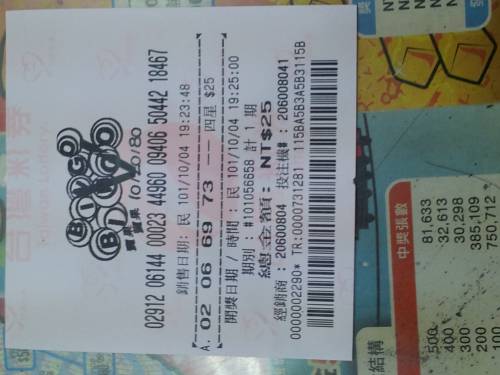 BINGO
BINGO
賓果
賓果
02912 06144 00023 44960 09406 50442 18467
銷售日期: 民 101/10/04 19:23:48
A. 02 06 69 73 -- 四星 $25
開獎日期 / 時間 : 民 101/10/04 19:25:00
期別 : #101056858 計 1 期
總金額: NT$25
經銷商 : 20600804 投注機# : 206008041
0000002290* TR:0000731281 115BA5B3A5B3115B
結構
中獎張數
500
81,633
400
32,613
300
30,298
200
385,109
100
750,712